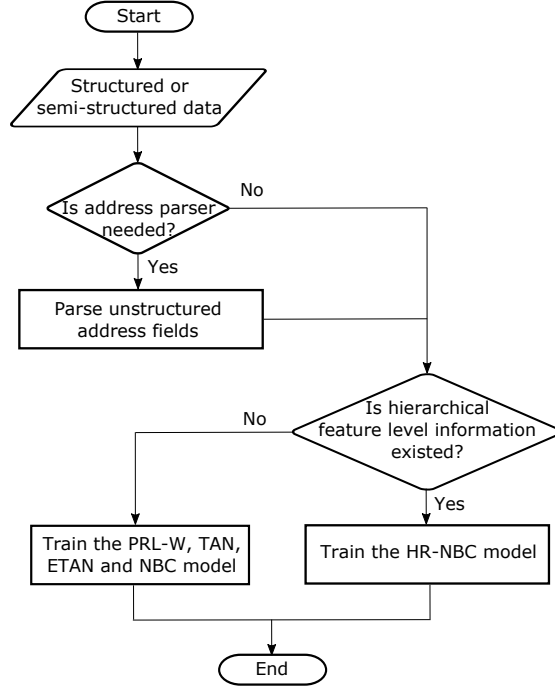 Start
Structured or
semi-structured data
Is address parser
needed?
No
Yes
Parse unstructured
address fields
Is hierarchical
feature level information
existed?
No
Yes
Train the PRL-W, TAN,
ETAN and NBC model
Train the HR-NBC model
End